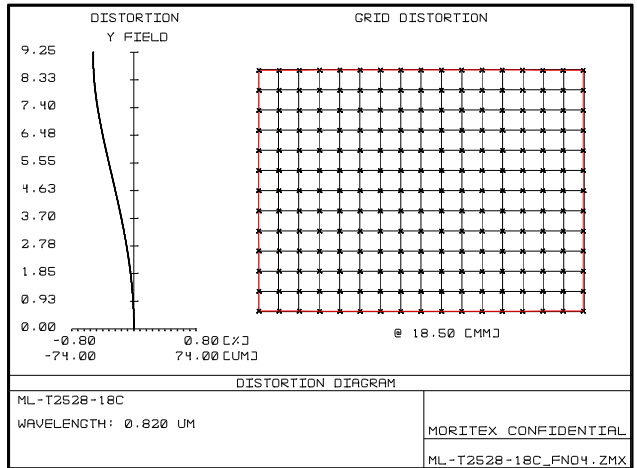 DISTORTION
Y FIELD
9.25
8.33
7.40
6.48
5.55
4.63
3.70
2.78
1.85
0.93
0.00
-0.80 0.80[%]
-74.00 74.00[UM]
GRID DISTORTION
@ 18.50 [MM]
DISTORTION DIAGRAM
ML-T2528-18C
WAVELENGTH: 0.820 UM
MORITEX CONFIDENTIAL
ML-T2528-18C_FNO4.ZMX